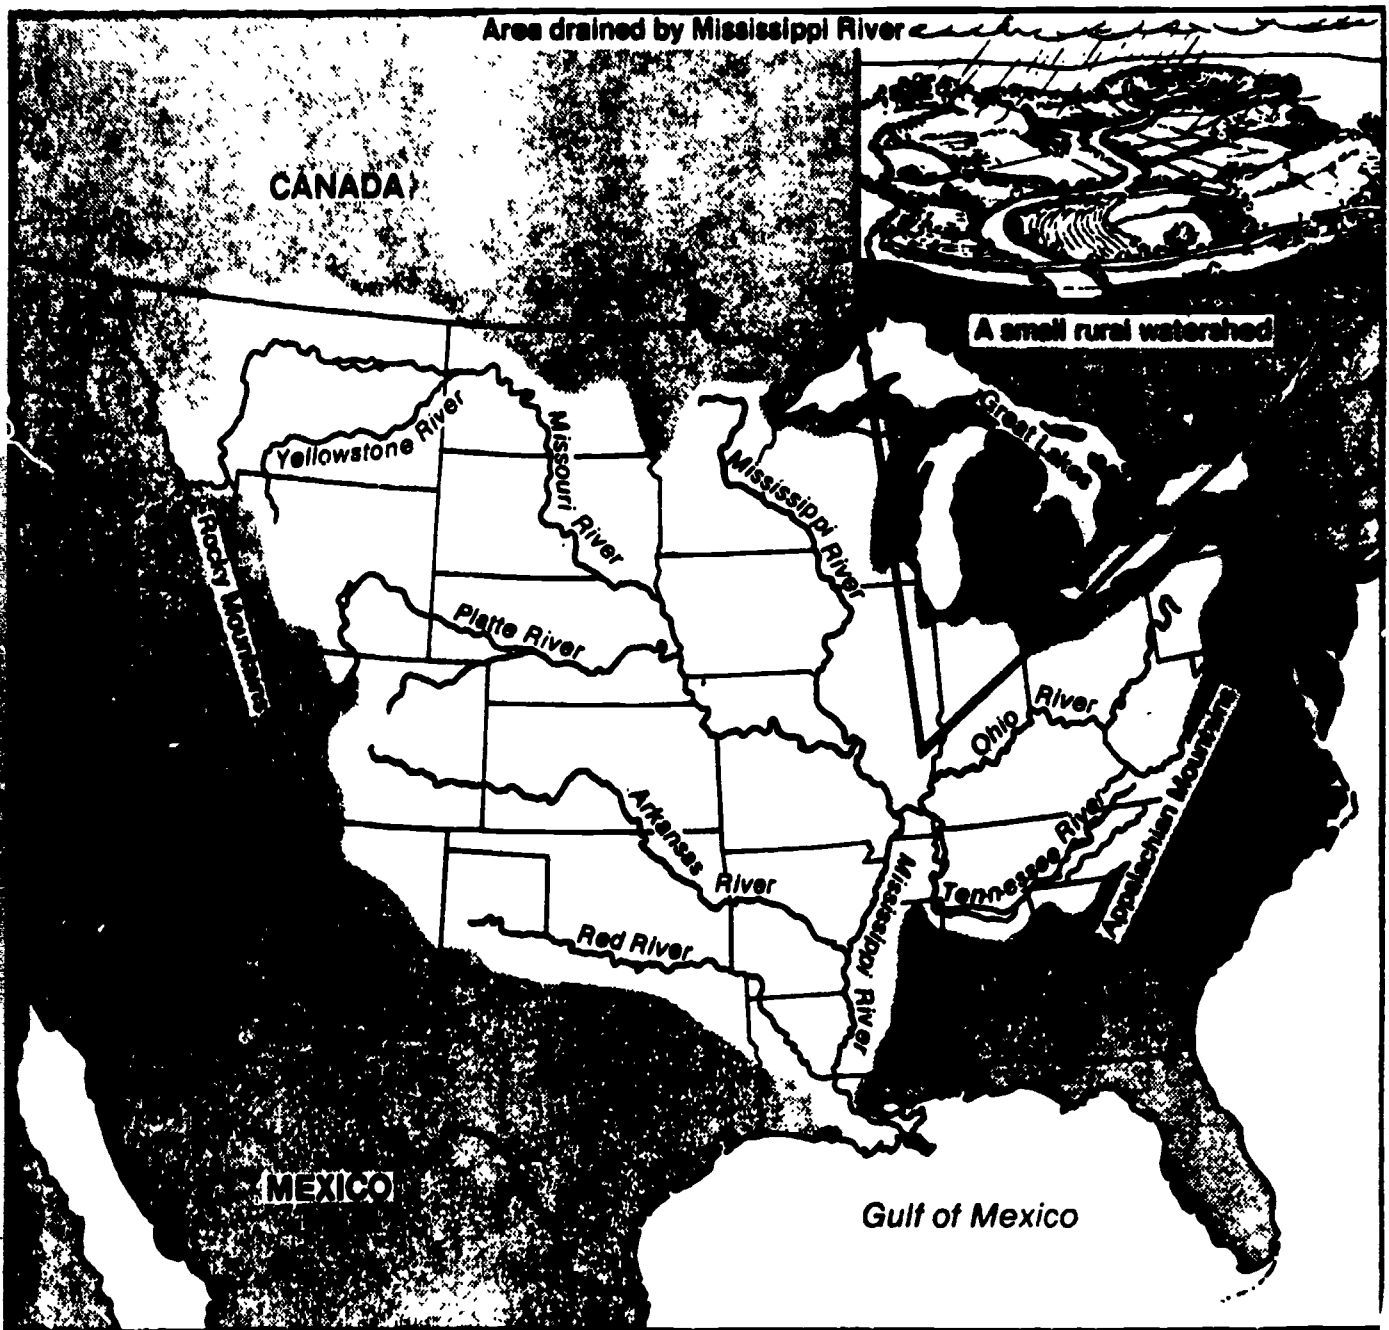 Area drained by Mississippi River
CANADA
A small rural watershed
Great Lakes
Yellowstone River
Missouri River
Mississippi River
Rocky Mountains
Platte River
Ohio River
Appalachian Mountains
Arkansas River
Tennessee River
Mississippi River
Red River
MEXICO
Gulf of Mexico